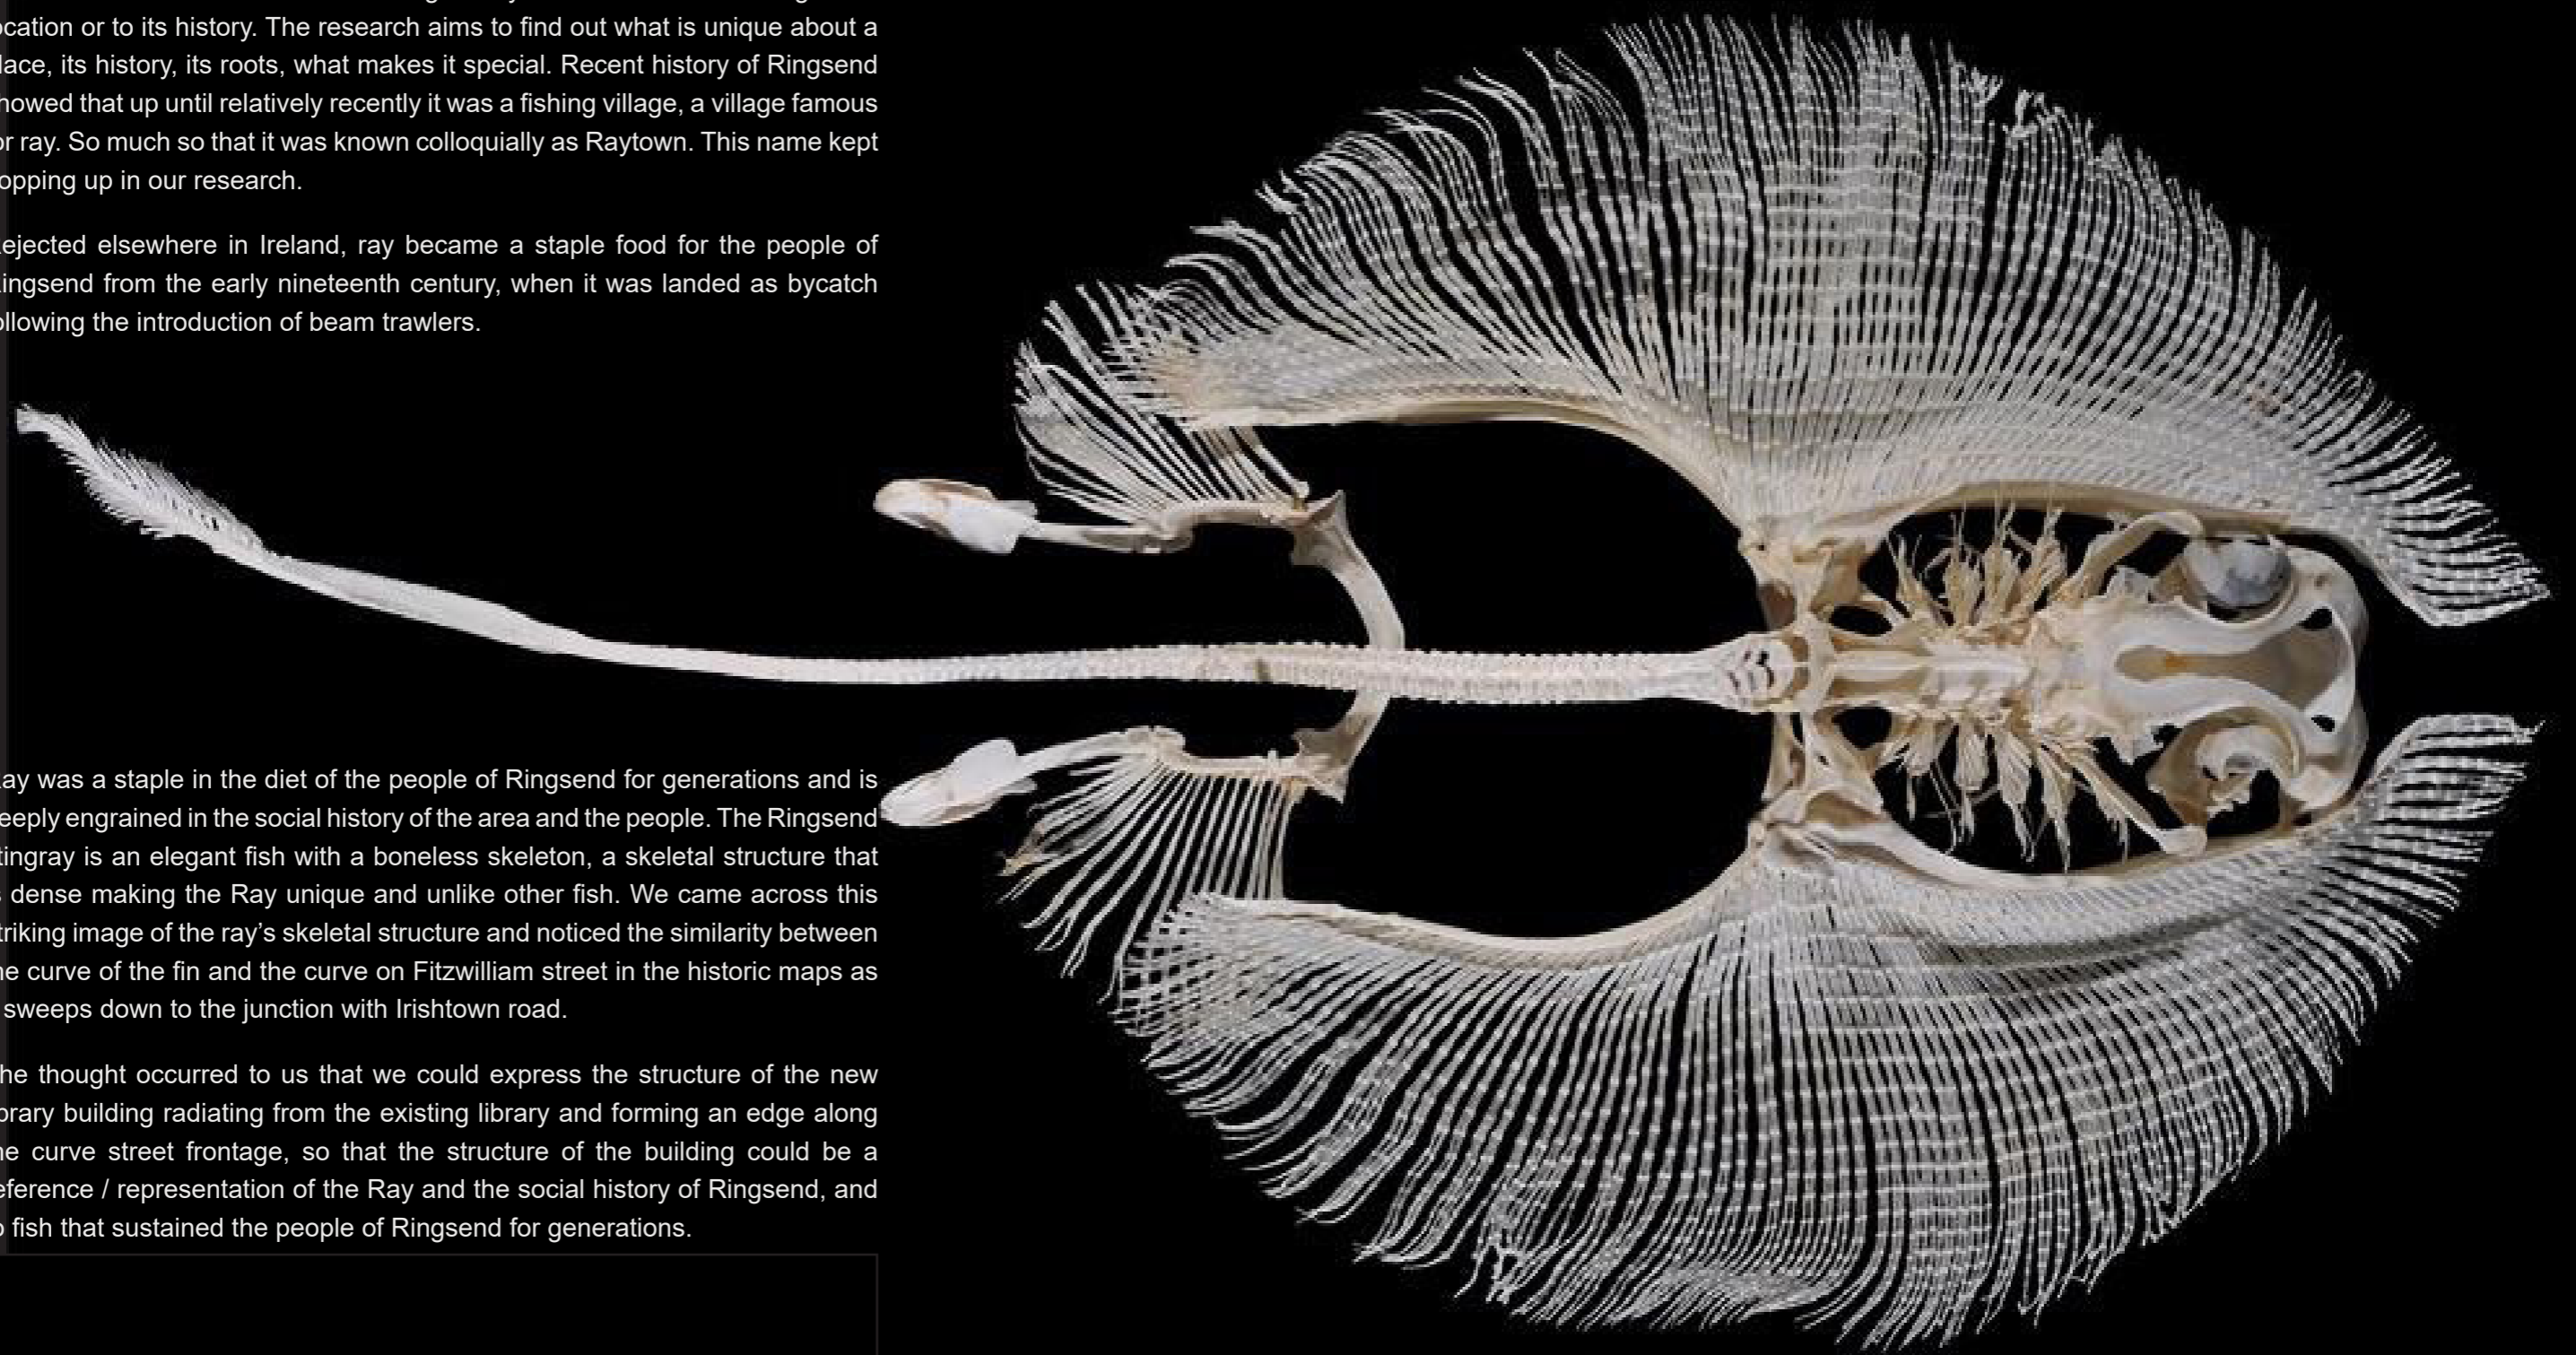 ocation or to its history. The research aims to find out what is unique about a
lace, its history, its roots, what makes it special. Recent history of Ringsend
howed that up until relatively recently it was a fishing village, a village famous
or ray. So much so that it was known colloquially as Raytown. This name kept
opping up in our research.
ejected elsewhere in Ireland, ray became a staple food for the people of
ingsend from the early nineteenth century, when it was landed as bycatch
ollowing the introduction of beam trawlers.
ay was a staple in the diet of the people of Ringsend for generations and is
eeply engrained in the social history of the area and the people. The Ringsend
tingray is an elegant fish with a boneless skeleton, a skeletal structure that
s dense making the Ray unique and unlike other fish. We came across this
triking image of the ray’s skeletal structure and noticed the similarity between
he curve of the fin and the curve on Fitzwilliam street in the historic maps as
sweeps down to the junction with Irishtown road.
he thought occurred to us that we could express the structure of the new
brary building radiating from the existing library and forming an edge along
he curve street frontage, so that the structure of the building could be a
eference / representation of the Ray and the social history of Ringsend, and
o fish that sustained the people of Ringsend for generations.